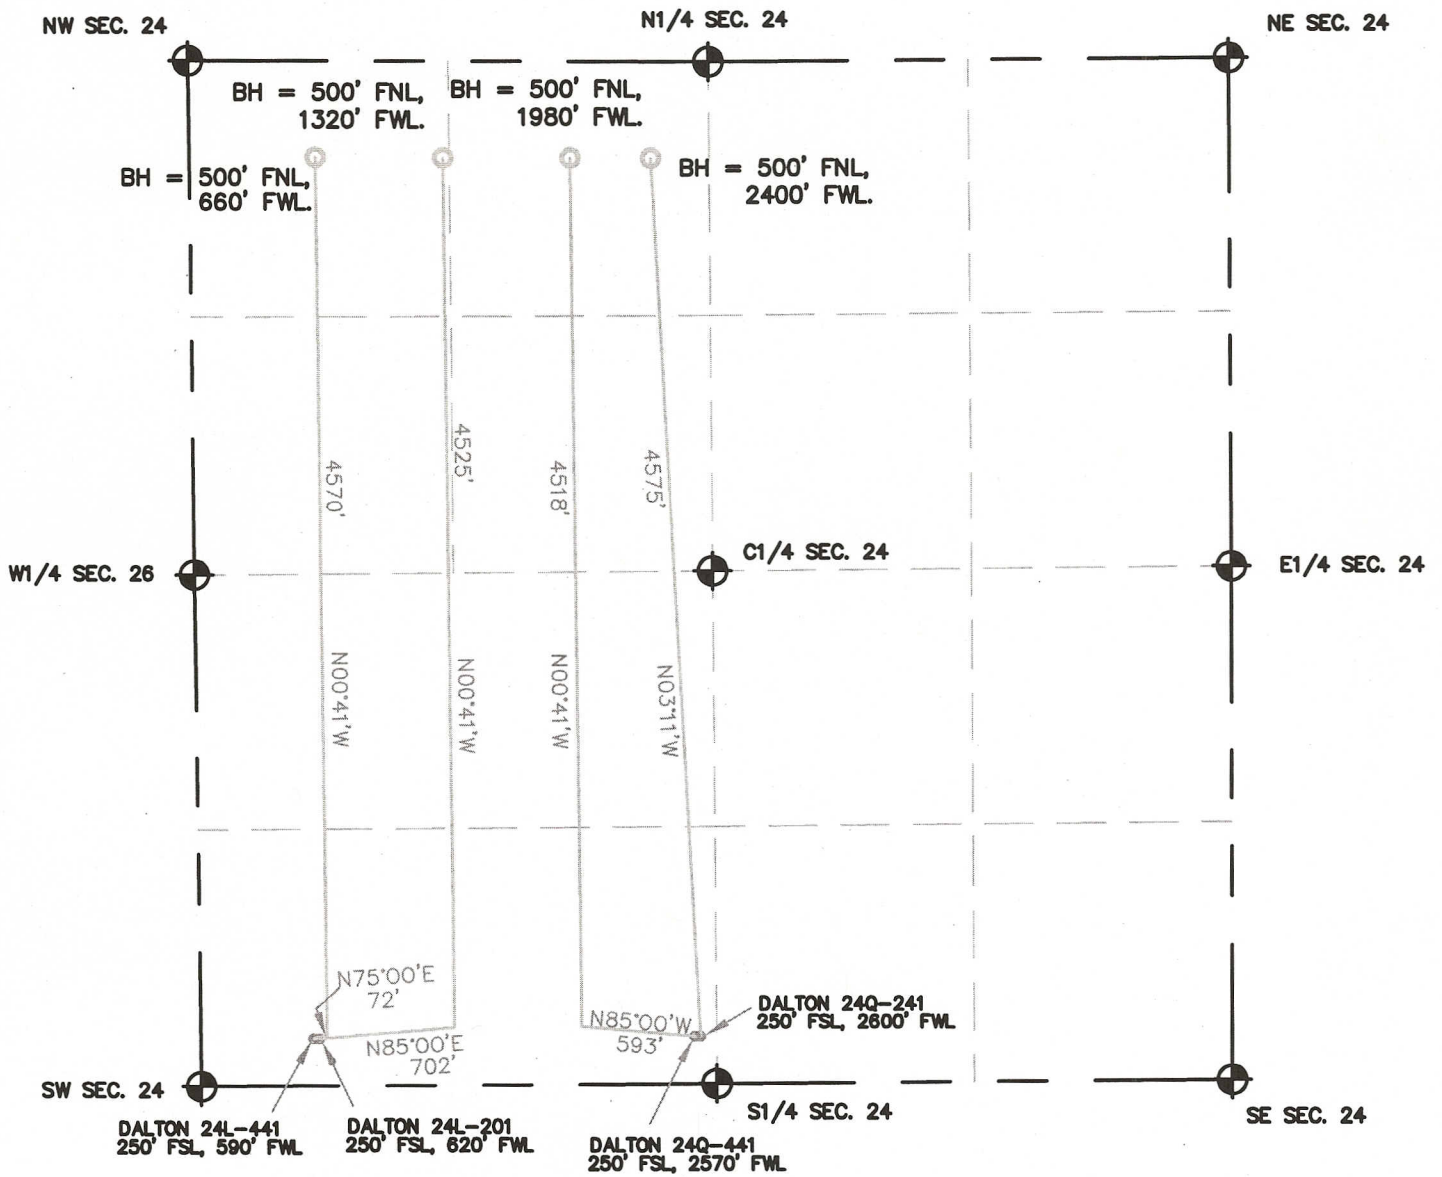 NW SEC. 24
N1/4 SEC. 24
NE SEC. 24
BH = 500' FNL,
1320' FWL.
BH = 500' FNL,
1980' FWL.
BH = 500' FNL,
660' FWL.
BH = 500' FNL,
2400' FWL.
4570'
4525'
4518'
4575'
W1/4 SEC. 26
C1/4 SEC. 24
E1/4 SEC. 24
N00°41'W
N00°41'W
N00°41'W
N03°11'W
N75°00'E
72'
N85°00'E
702'
N85°00'W
593'
DALTON 24Q-241
250' FSL, 2600' FWL
SW SEC. 24
S1/4 SEC. 24
SE SEC. 24
DALTON 24L-441
250' FSL, 590' FWL
DALTON 24L-201
250' FSL, 620' FWL
DALTON 24Q-441
250' FSL, 2570' FWL